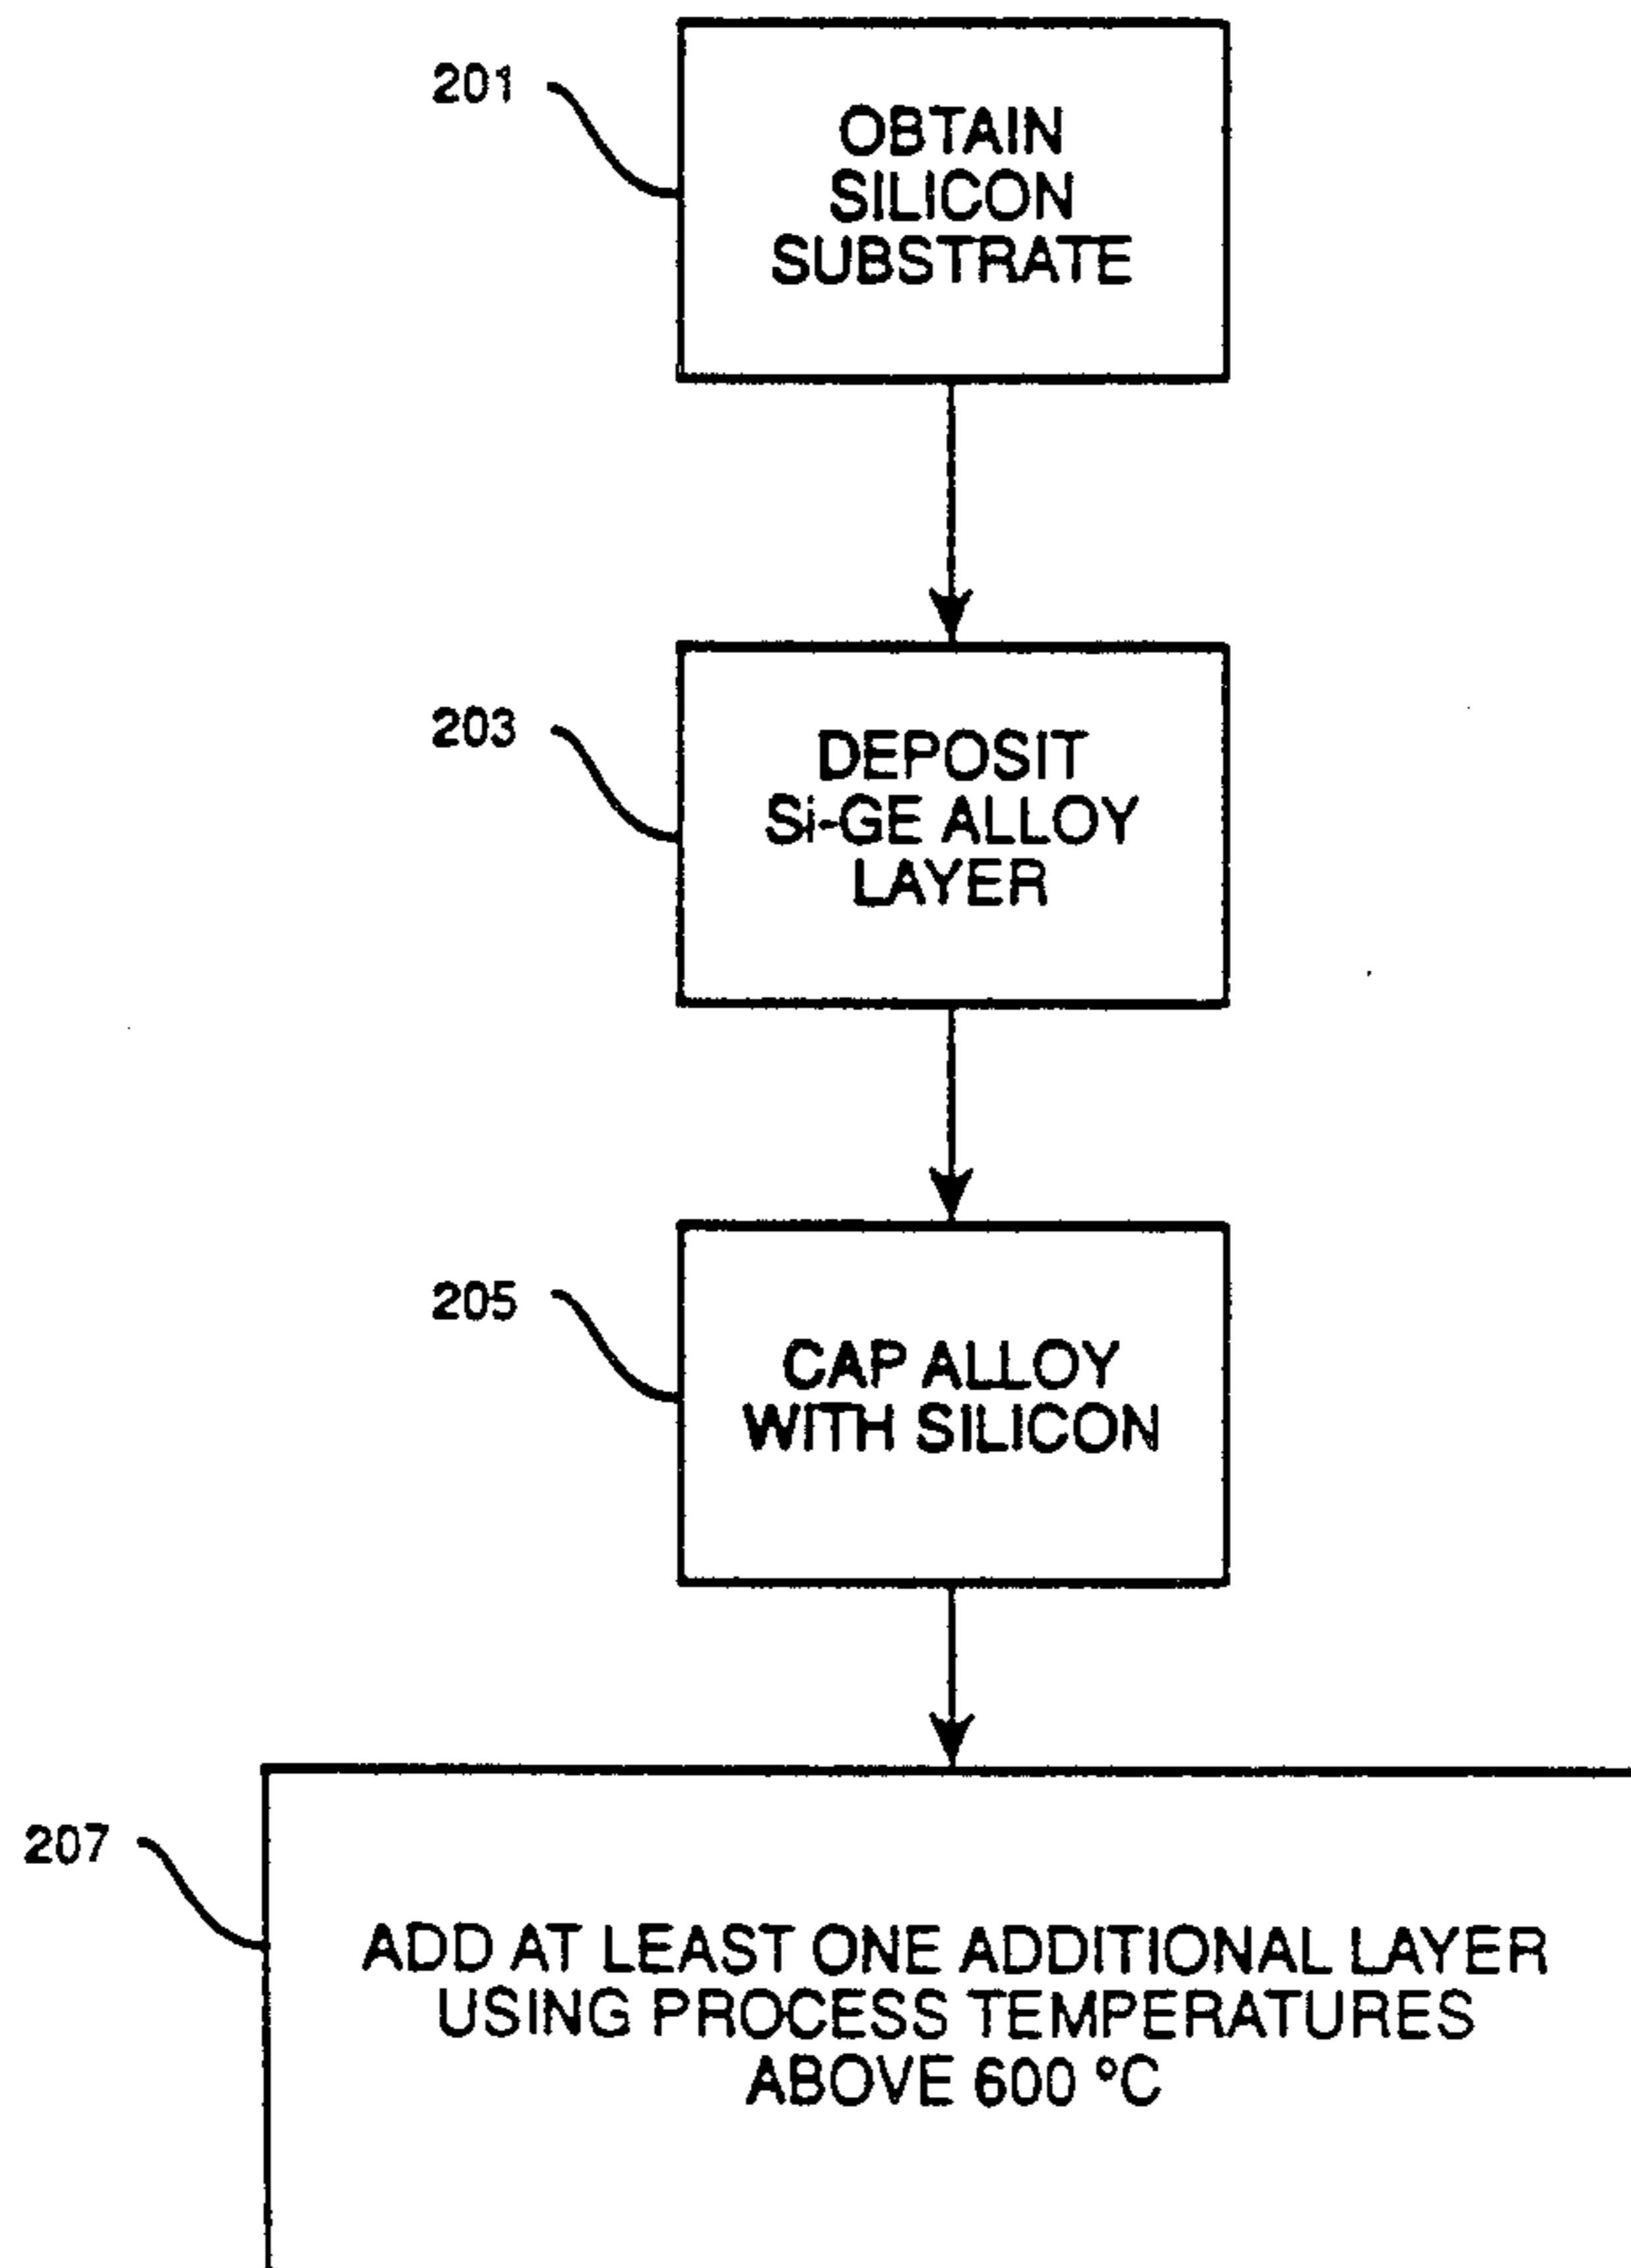 201
OBTAIN
SILICON
SUBSTRATE
203
DEPOSIT
Si-GE ALLOY
LAYER
205
CAP ALLOY
WITH SILICON
207
ADD AT LEAST ONE ADDITIONAL LAYER
USING PROCESS TEMPERATURES
ABOVE 600 °C